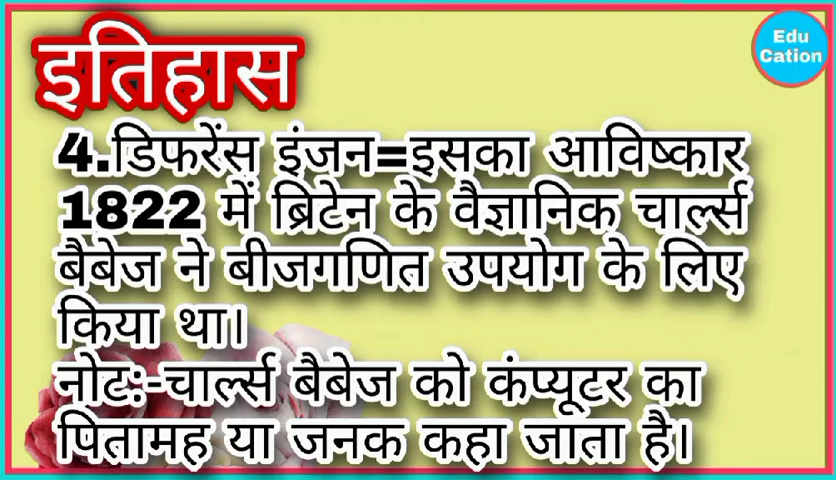 इतिहास
Edu
Cation
4.डिफरेंस इंजन=इसका आविष्कार
1822 में ब्रिटेन के वैज्ञानिक चार्ल्स
बैबेज ने बीजगणित उपयोग के लिए
किया था।
नोटः-चार्ल्स बैबेज को कंप्यूटर का
पितामह या जनक कहा जाता है।